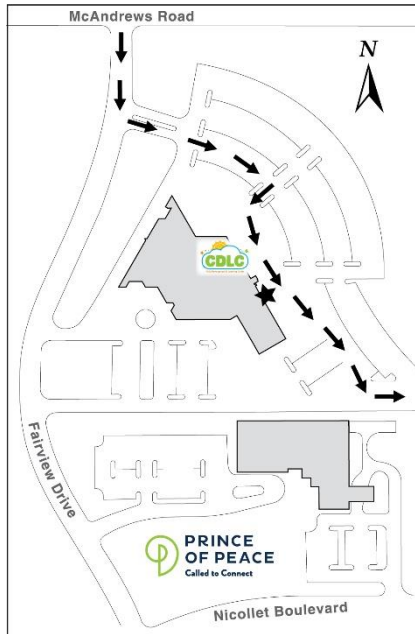 McAndrews Road
N
CDLC
Fairview Drive
PRINCE
OF PEACE
Called to Connect
Nicollet Boulevard